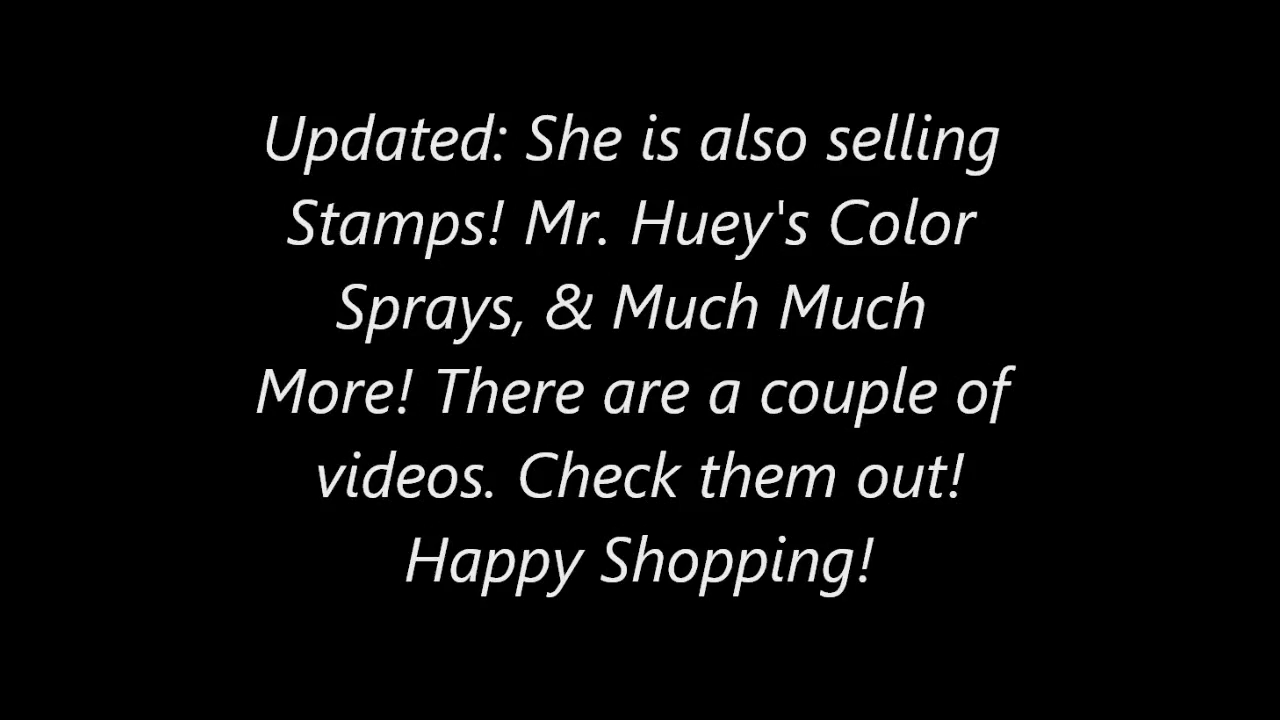 Updated: She is also selling
Stamps! Mr. Huey's Color
Sprays, & Much Much
More! There are a couple of
videos. Check them out!
Happy Shopping!